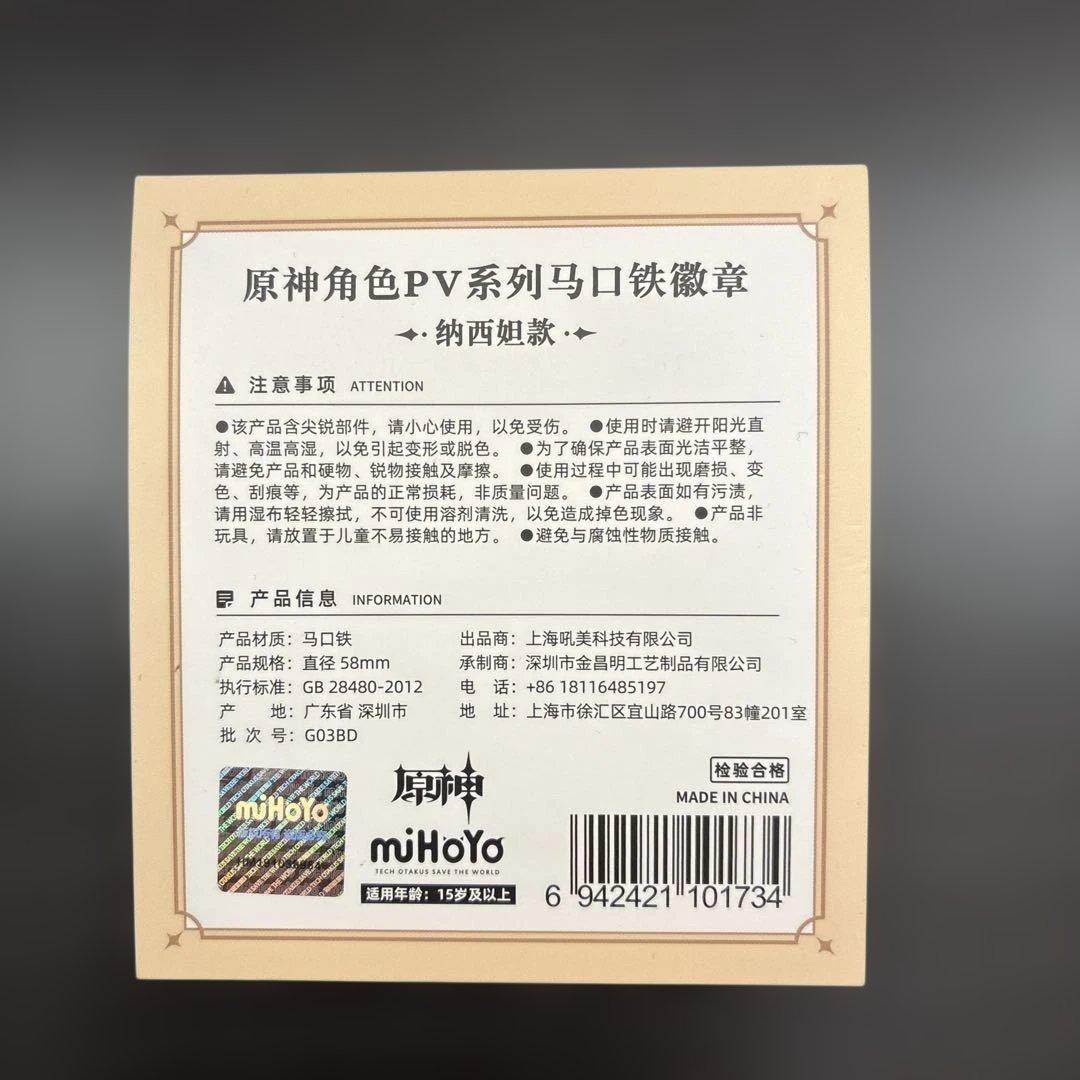 原神角色PV系列马口铁徽章
纳西妲款
注意事项 ATTENTION
●该产品含尖锐部件，请小心使用，以免受伤。 ●使用时请避开阳光直
射、高温高湿，以免引起变形或脱色。 ●为了确保产品表面光洁平整，
请避免产品和硬物、锐物接触及摩擦。 ●使用过程中可能出现磨损、变
色、刮痕等，为产品的正常损耗，非质量问题。 ●产品表面如有污渍，
请用湿布轻轻擦拭，不可使用溶剂清洗，以免造成掉色现象。 ●产品非
玩具，请放置于儿童不易接触的地方。 ●避免与腐蚀性物质接触。
产品信息 INFORMATION
产品材质：马口铁
产品规格：直径 58mm
执行标准：GB 28480-2012
产 地：广东省 深圳市
批 次 号：G03BD
出品商：上海吼美科技有限公司
承制商：深圳市金昌明工艺制品有限公司
电 话：+86 18116485197
地 址：上海市徐汇区宜山路700号83幢201室
miHoYo
原神
miHoYo
TECH OTAKUS SAVE THE WORLD
适用年龄：15岁及以上
检验合格
MADE IN CHINA
6 942421 101734